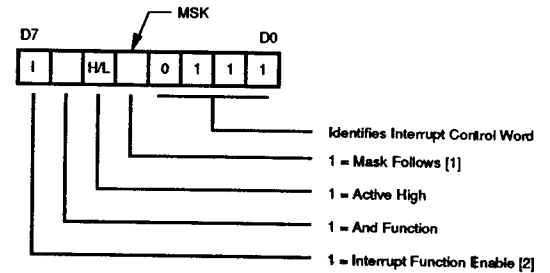 MSK
D7 D0
I H/L 0 1 1 1
Identifies Interrupt Control Word
1 = Mask Follows [1]
1 = Active High
1 = And Function
1 = Interrupt Function Enable [2]